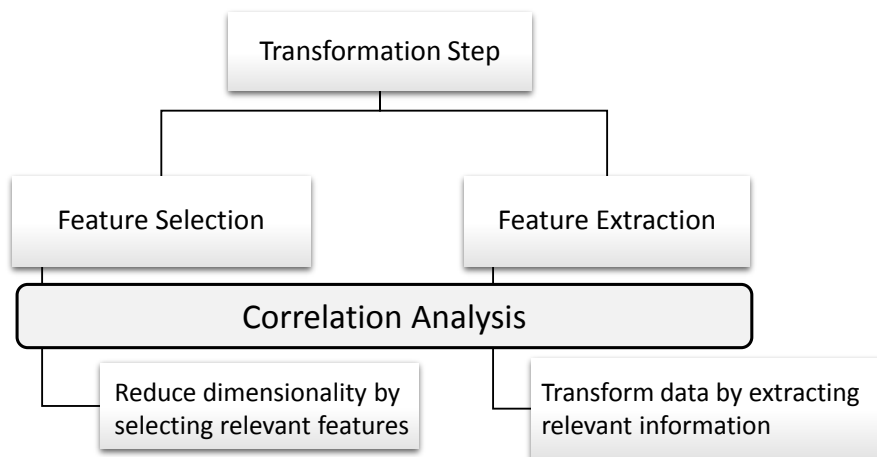 Transformation Step
Feature Selection
Feature Extraction
Correlation Analysis
Reduce dimensionality by
selecting relevant features
Transform data by extracting
relevant information